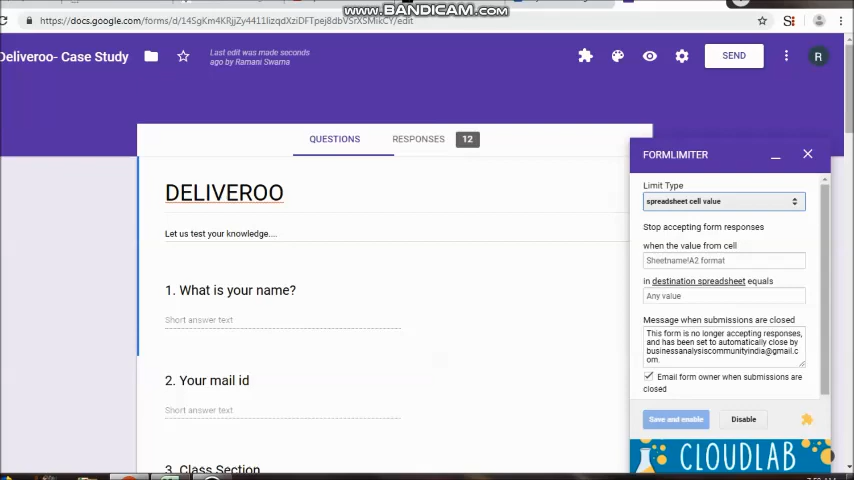 www.BANDICAM.com
https://docs.google.com/forms/d/14SgKm4KRjjZy4411IizqdXziDFTpej8dbVSrXSMikCY/edit
Deliveroo- Case Study
Last edit was made seconds
ago by Ramani Swarna
SEND
R
QUESTIONS
RESPONSES
12
FORMLIMITER
DELIVEROO
Let us test your knowledge....
1. What is your name?
Short answer text
2. Your mail id
Short answer text
3. Class Section
Limit Type
spreadsheet cell value
Stop accepting form responses
when the value from cell
Sheetname!A2 format
in destination spreadsheet equals
Any value
Message when submissions are closed
This form is no longer accepting responses,
and has been set to automatically close by
businessanalysiscommunityindia@gmail.c
om.
Email form owner when submissions are
closed
Save and enable
Disable
CLOUDLAB